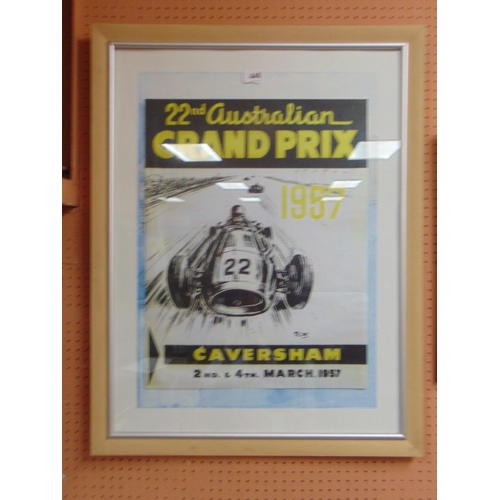 22nd Australian
GRAND PRIX
1957
22
CAVERSHAM
2ND. & 4TH. MARCH. 1957